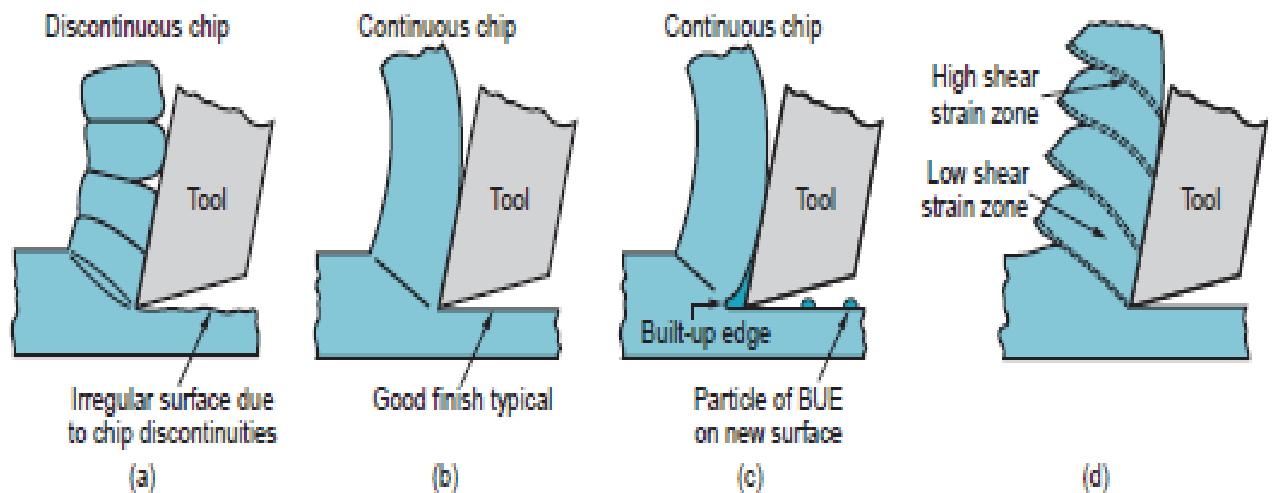 Discontinuous chip
Tool
Irregular surface due
to chip discontinuities
(a)
Continuous chip
Tool
Good finish typical
(b)
Continuous chip
Tool
Built-up edge
Particle of BUE
on new surface
(c)
High shear
strain zone
Low shear
strain zone
Tool
(d)